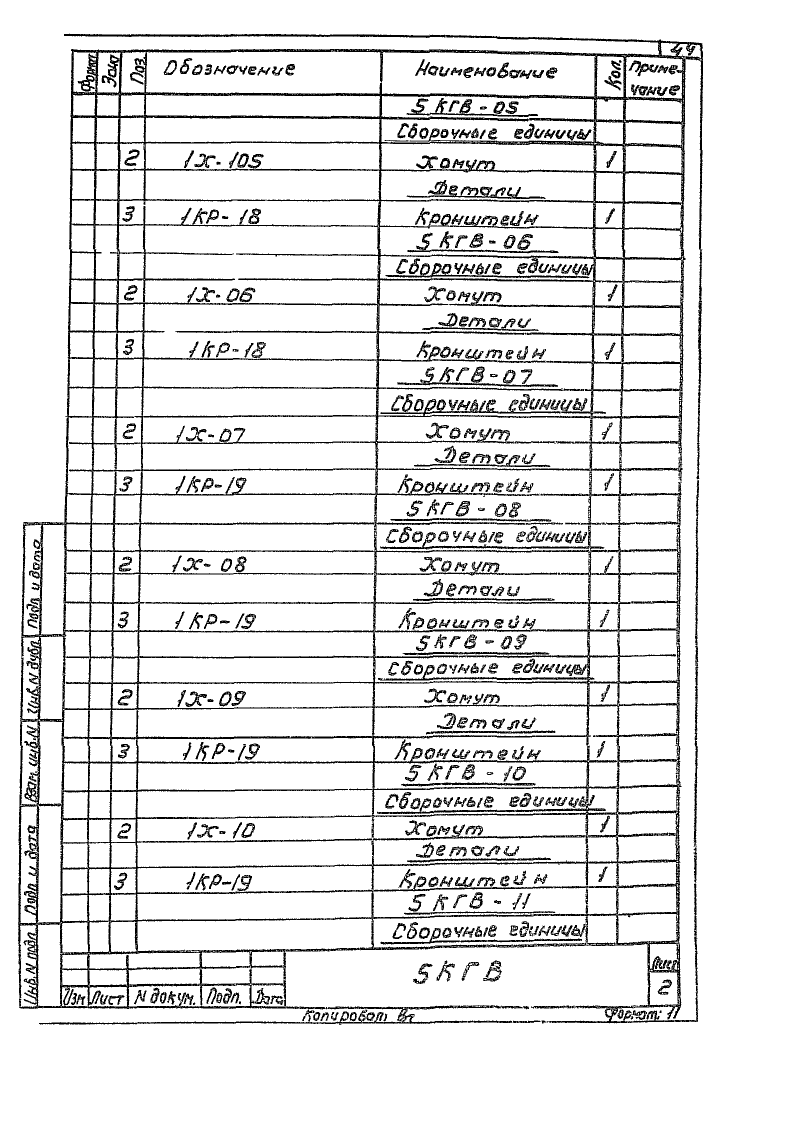 49
Формат Зона Поз. Обозначение Наименование Кол. Приме-
чание
5КГВ-05
Сборочные единицы
2 1Х-105 Хомут 1
Детали
3 1КР-18 Кронштейн 1
5КГВ-06
Сборочные единицы
2 1Х-06 Хомут 1
Детали
3 1КР-18 Кронштейн 1
5КГВ-07
Сборочные единицы
2 1Х-07 Хомут 1
Детали
3 1КР-19 Кронштейн 1
5КГВ-08
Сборочные единицы
2 1Х-08 Хомут 1
Детали
3 1КР-19 Кронштейн 1
5КГВ-09
Сборочные единицы
2 1Х-09 Хомут 1
Детали
3 1КР-19 Кронштейн 1
5КГВ-10
Сборочные единицы
2 1Х-10 Хомут 1
Детали
3 1КР-19 Кронштейн 1
5КГВ-11
Сборочные единицы
Подп. и дата
Инв.N дубл.
Взам. инв.N
Подп. и дата
Инв.N подл.
5КГВ
Лист
2
Изм Лист N докум. Подп. Дата
Копировал Формат: 11